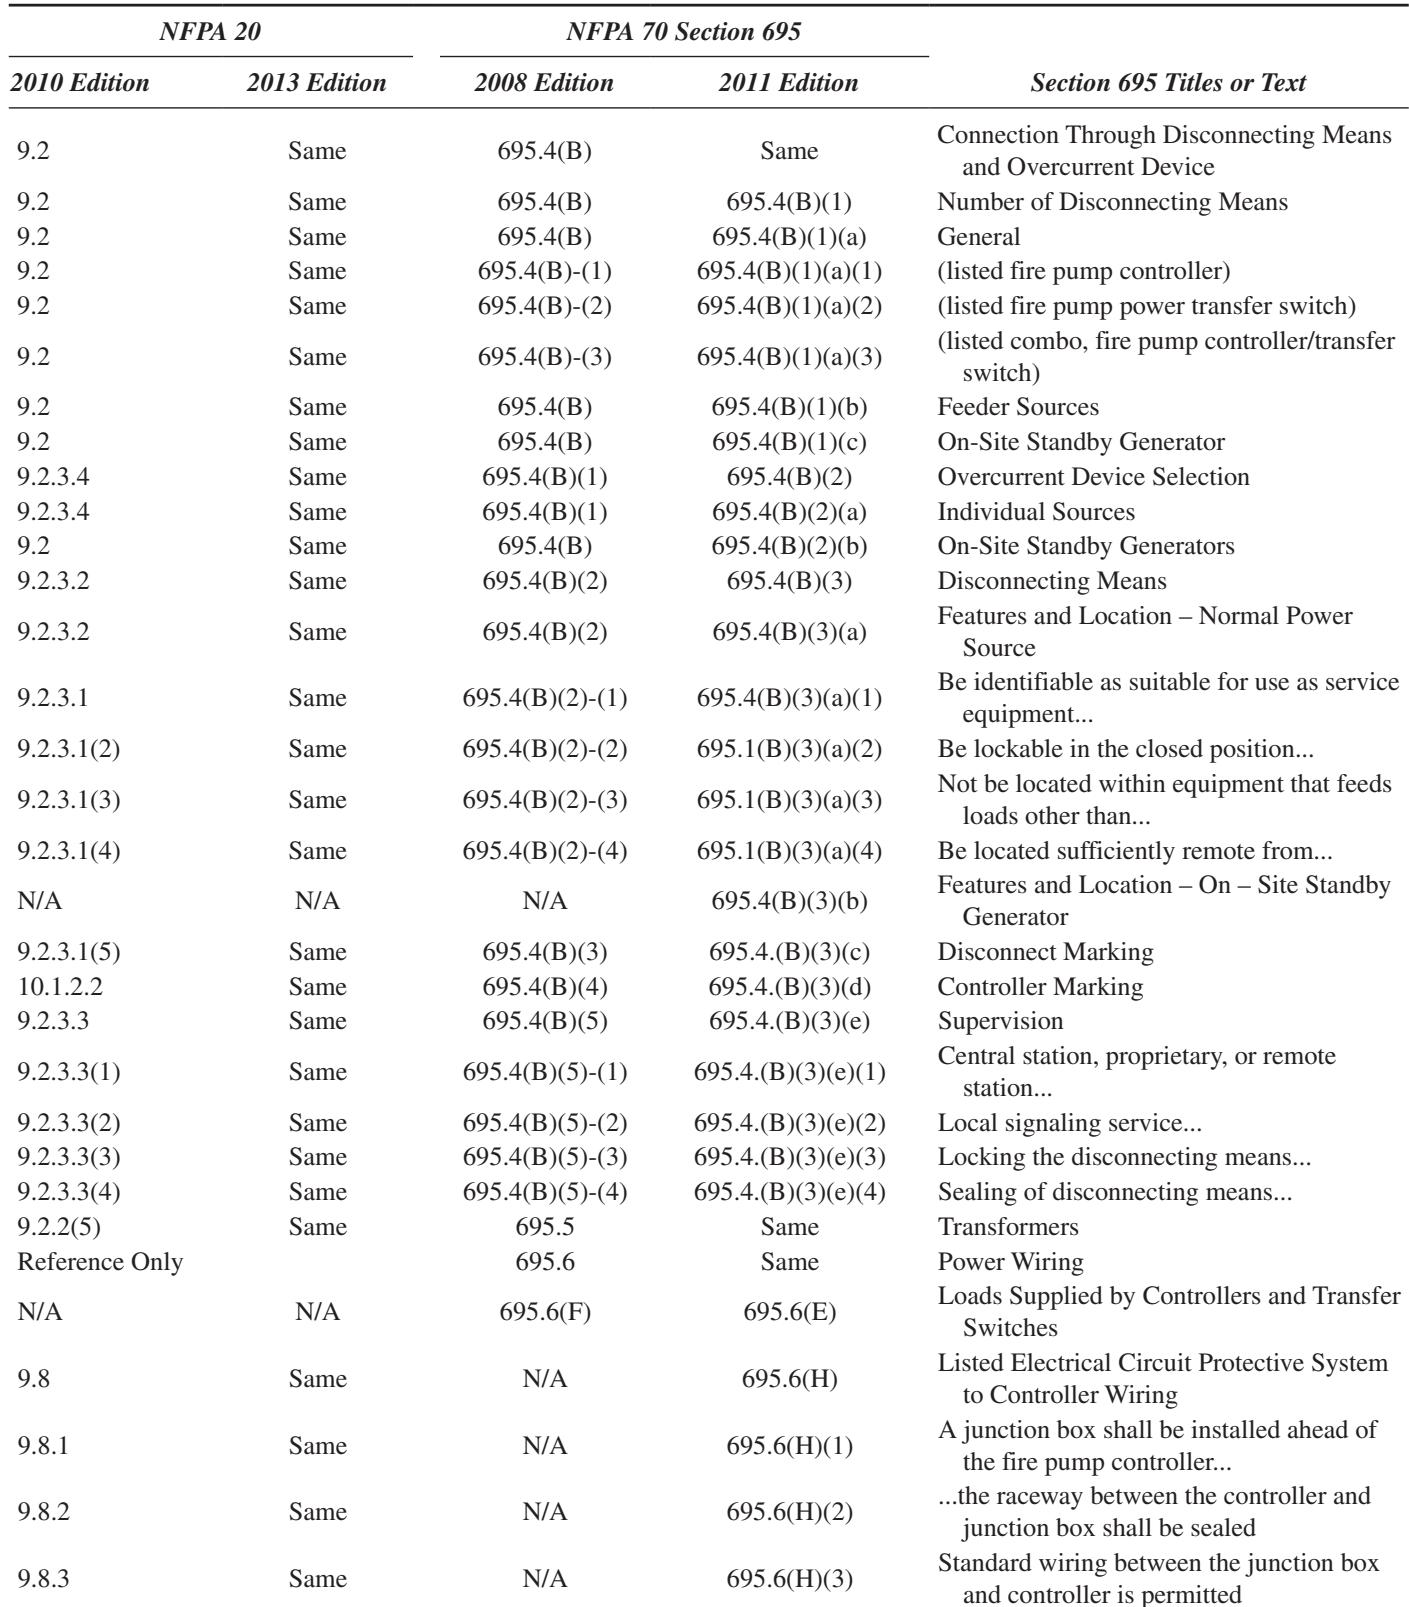 NFPA 20 NFPA 70 Section 695
2010 Edition 2013 Edition 2008 Edition 2011 Edition Section 695 Titles or Text
9.2 Same 695.4(B) Same Connection Through Disconnecting Means
and Overcurrent Device
9.2 Same 695.4(B) 695.4(B)(1) Number of Disconnecting Means
9.2 Same 695.4(B) 695.4(B)(1)(a) General
9.2 Same 695.4(B)-(1) 695.4(B)(1)(a)(1) (listed fire pump controller)
9.2 Same 695.4(B)-(2) 695.4(B)(1)(a)(2) (listed fire pump power transfer switch)
9.2 Same 695.4(B)-(3) 695.4(B)(1)(a)(3) (listed combo, fire pump controller/transfer
switch)
9.2 Same 695.4(B) 695.4(B)(1)(b) Feeder Sources
9.2 Same 695.4(B) 695.4(B)(1)(c) On-Site Standby Generator
9.2.3.4 Same 695.4(B)(1) 695.4(B)(2) Overcurrent Device Selection
9.2.3.4 Same 695.4(B)(1) 695.4(B)(2)(a) Individual Sources
9.2 Same 695.4(B) 695.4(B)(2)(b) On-Site Standby Generators
9.2.3.2 Same 695.4(B)(2) 695.4(B)(3) Disconnecting Means
9.2.3.2 Same 695.4(B)(2) 695.4(B)(3)(a) Features and Location – Normal Power
Source
9.2.3.1 Same 695.4(B)(2)-(1) 695.4(B)(3)(a)(1) Be identifiable as suitable for use as service
equipment...
9.2.3.1(2) Same 695.4(B)(2)-(2) 695.1(B)(3)(a)(2) Be lockable in the closed position...
9.2.3.1(3) Same 695.4(B)(2)-(3) 695.1(B)(3)(a)(3) Not be located within equipment that feeds
loads other than...
9.2.3.1(4) Same 695.4(B)(2)-(4) 695.1(B)(3)(a)(4) Be located sufficiently remote from...
N/A N/A N/A 695.4(B)(3)(b) Features and Location – On – Site Standby
Generator
9.2.3.1(5) Same 695.4(B)(3) 695.4.(B)(3)(c) Disconnect Marking
10.1.2.2 Same 695.4(B)(4) 695.4.(B)(3)(d) Controller Marking
9.2.3.3 Same 695.4(B)(5) 695.4.(B)(3)(e) Supervision
9.2.3.3(1) Same 695.4(B)(5)-(1) 695.4.(B)(3)(e)(1) Central station, proprietary, or remote
station...
9.2.3.3(2) Same 695.4(B)(5)-(2) 695.4.(B)(3)(e)(2) Local signaling service...
9.2.3.3(3) Same 695.4(B)(5)-(3) 695.4.(B)(3)(e)(3) Locking the disconnecting means...
9.2.3.3(4) Same 695.4(B)(5)-(4) 695.4.(B)(3)(e)(4) Sealing of disconnecting means...
9.2.2(5) Same 695.5 Same Transformers
Reference Only 695.6 Same Power Wiring
N/A N/A 695.6(F) 695.6(E) Loads Supplied by Controllers and Transfer
Switches
9.8 Same N/A 695.6(H) Listed Electrical Circuit Protective System
to Controller Wiring
9.8.1 Same N/A 695.6(H)(1) A junction box shall be installed ahead of
the fire pump controller...
9.8.2 Same N/A 695.6(H)(2) ...the raceway between the controller and
junction box shall be sealed
9.8.3 Same N/A 695.6(H)(3) Standard wiring between the junction box
and controller is permitted